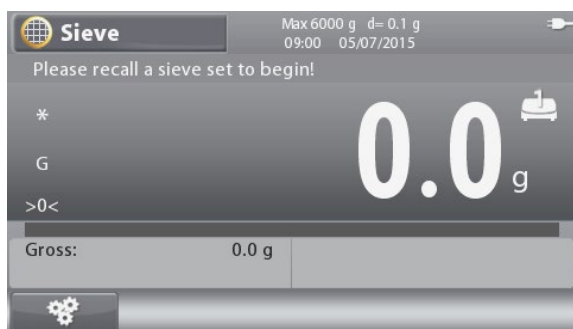 Sieve
Max 6000 g d= 0.1 g
09:00 05/07/2015
Please recall a sieve set to begin!
*
G
>0<
0.0 g
1
Gross: 0.0 g